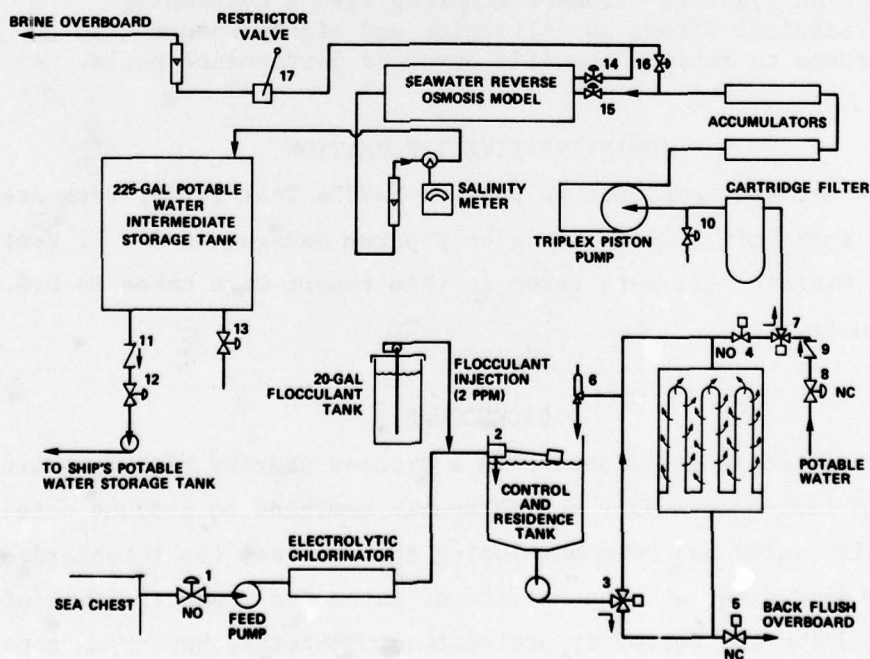 BRINE OVERBOARD
RESTRICTOR
VALVE
17
14
16
SEAWATER REVERSE
OSMOSIS MODEL
15
ACCUMULATORS
225-GAL POTABLE
WATER
INTERMEDIATE
STORAGE TANK
SALINITY
METER
TRIPLEX PISTON
PUMP
CARTRIDGE FILTER
10
11
13
12
TO SHIP'S POTABLE
WATER STORAGE TANK
20-GAL
FLOCCULANT
TANK
FLOCCULANT
INJECTION
(2 PPM)
6
NO 4
7
9
8
NC
POTABLE
WATER
2
CONTROL
AND
RESIDENCE
TANK
ELECTROLYTIC
CHLORINATOR
SEA CHEST
1
NO
FEED
PUMP
3
5
NC
BACK FLUSH
OVERBOARD